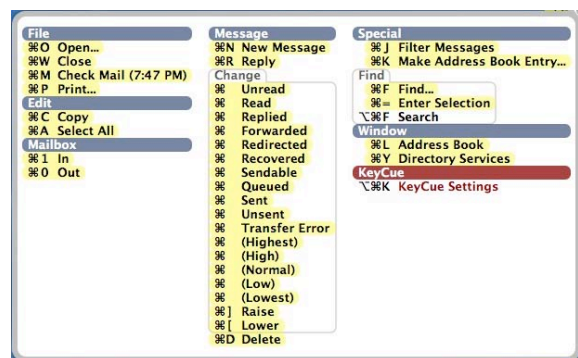 File
⌘O Open...
⌘W Close
⌘M Check Mail (7:47 PM)
⌘P Print...
Edit
⌘C Copy
⌘A Select All
Mailbox
⌘1 In
⌘0 Out
Message
⌘N New Message
⌘R Reply
Change
⌘ Unread
⌘ Read
⌘ Replied
⌘ Forwarded
⌘ Redirected
⌘ Recovered
⌘ Sendable
⌘ Queued
⌘ Sent
⌘ Unsent
⌘ Transfer Error
⌘ (Highest)
⌘ (High)
⌘ (Normal)
⌘ (Low)
⌘ (Lowest)
⌘] Raise
⌘[ Lower
⌘D Delete
Special
⌘J Filter Messages
⌘K Make Address Book Entry...
Find
⌘F Find...
⌘= Enter Selection
⌥⌘F Search
Window
⌘L Address Book
⌘Y Directory Services
KeyCue
⌥⌘K KeyCue Settings